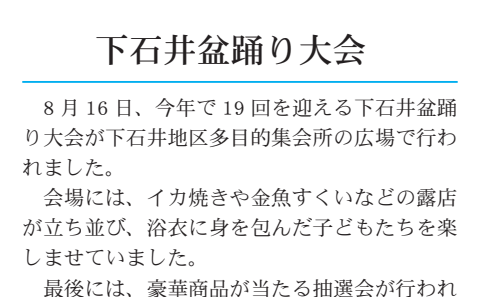 下石井盆踊り大会
８月 16 日、今年で 19 回を迎える下石井盆踊
り大会が下石井地区多目的集会所の広場で行わ
れました。
会場には、イカ焼きや金魚すくいなどの露店
が立ち並び、浴衣に身を包んだ子どもたちを楽
しませていました。
最後には、豪華商品が当たる抽選会が行われ